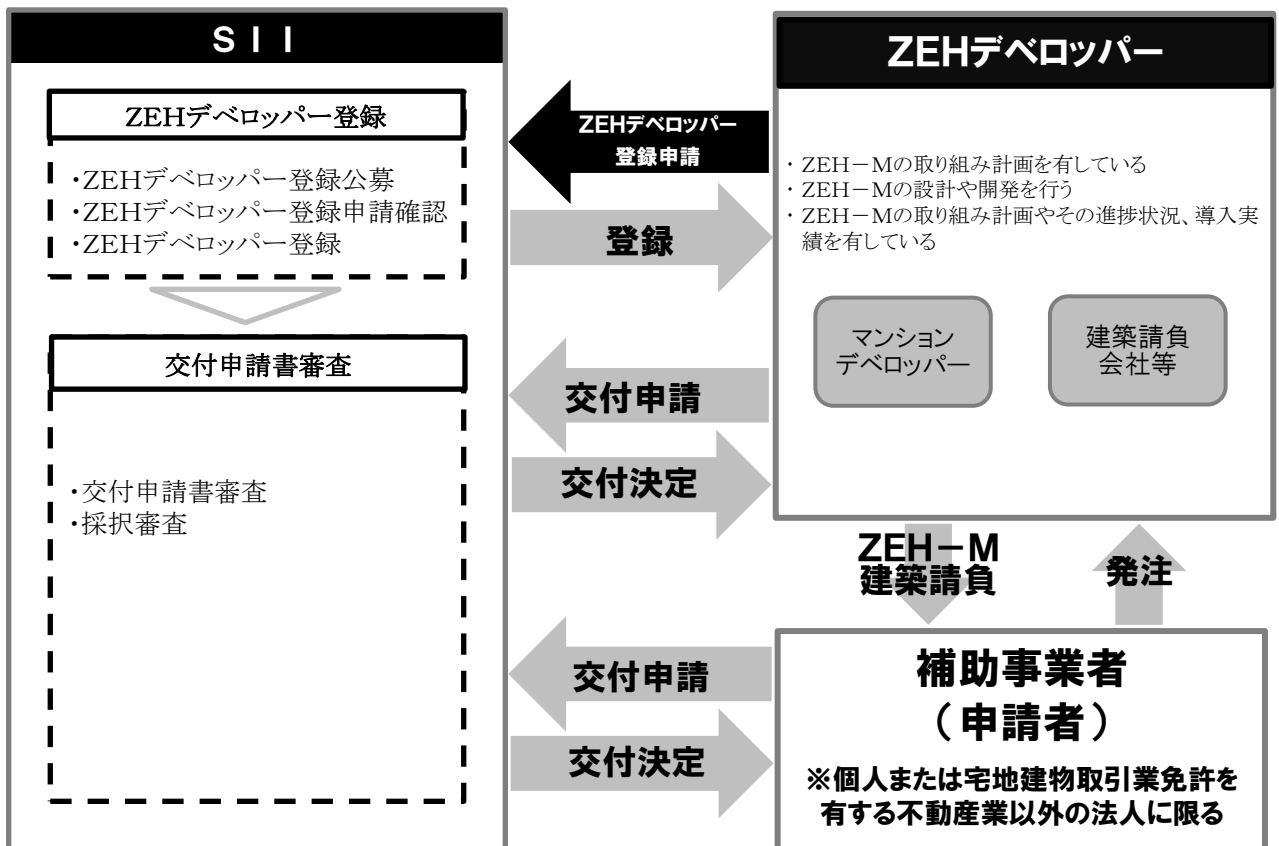 ＳＩＩ
ZEHデベロッパー登録
・ZEHデベロッパー登録公募
・ZEHデベロッパー登録申請確認
・ZEHデベロッパー登録
交付申請書審査
・交付申請書審査
・採択審査
ZEHデベロッパー
登録申請
登録
交付申請
交付決定
交付申請
交付決定
ZEHデベロッパー
・ ZEH－Mの取り組み計画を有している
・ ZEH－Mの設計や開発を行う
・ ZEH－Mの取り組み計画やその進捗状況、導入実
績を有している
マンション
デベロッパー
建築請負
会社等
ZEH－M
建築請負
発注
補助事業者
（申請者）
※個人または宅地建物取引業免許を
有する不動産業以外の法人に限る